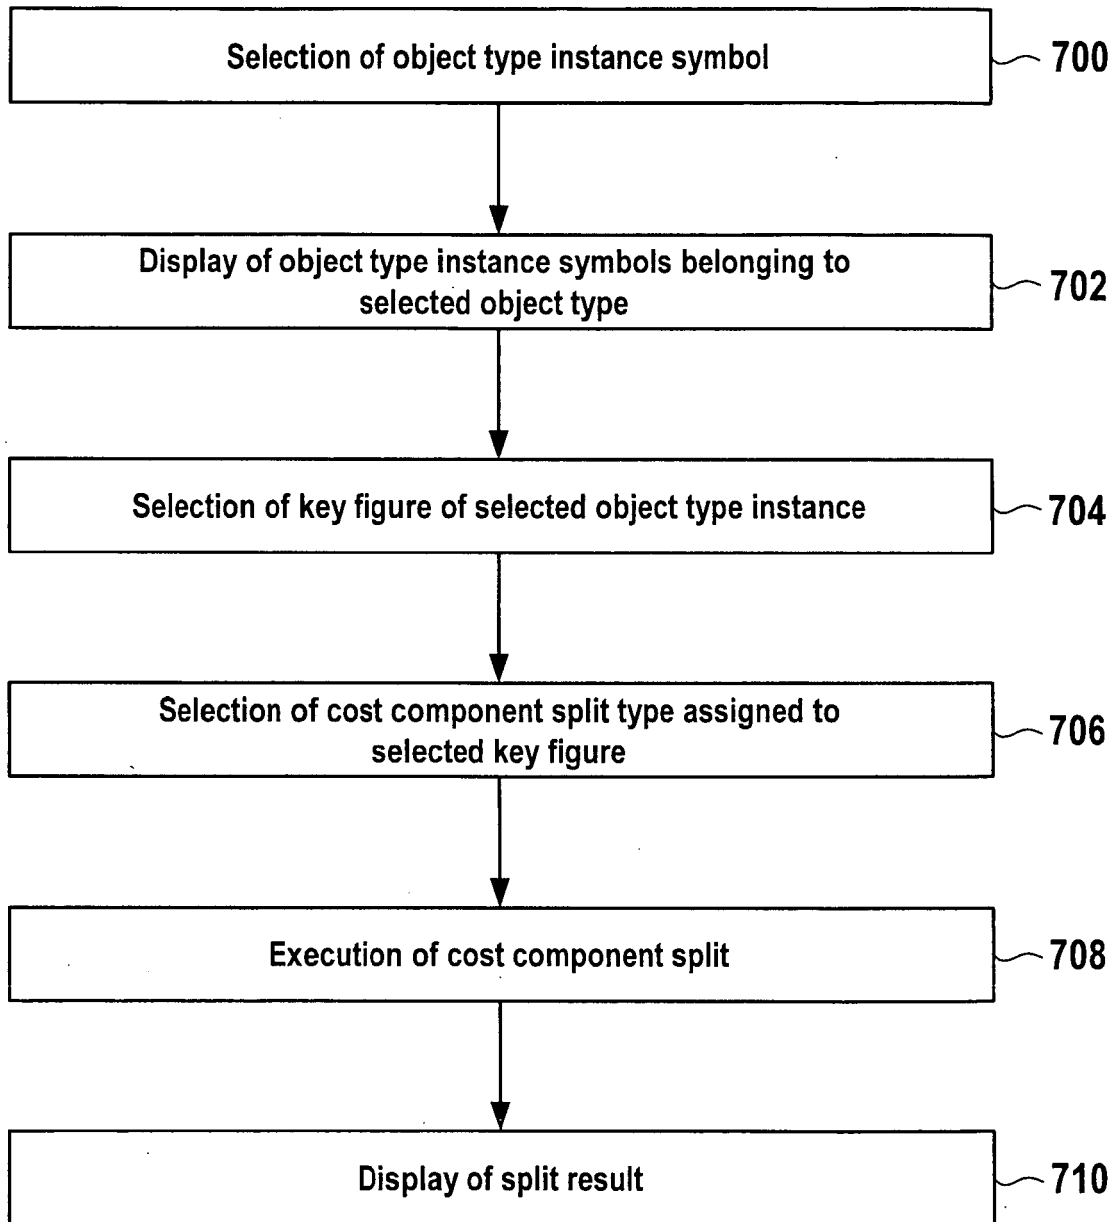 Selection of object type instance symbol
700
Display of object type instance symbols belonging to
selected object type
702
Selection of key figure of selected object type instance
704
Selection of cost component split type assigned to
selected key figure
706
Execution of cost component split
708
Display of split result
710